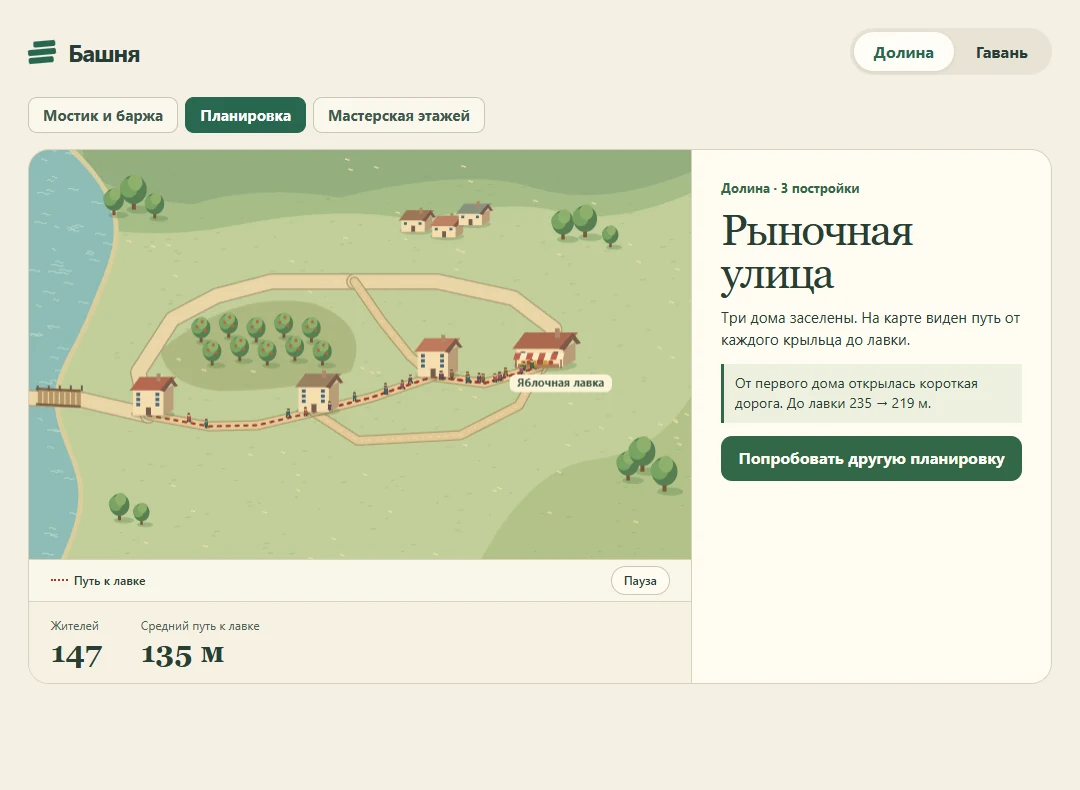 Башня
Долина
Гавань
Мостик и баржа
Планировка
Мастерская этажей
Яблочная лавка
Путь к лавке
Пауза
Жителей
147
Средний путь к лавке
135 м
Долина · 3 постройки
Рыночная
улица
Три дома заселены. На карте виден путь от
каждого крыльца до лавки.
От первого дома открылась короткая
дорога. До лавки 235 → 219 м.
Попробовать другую планировку